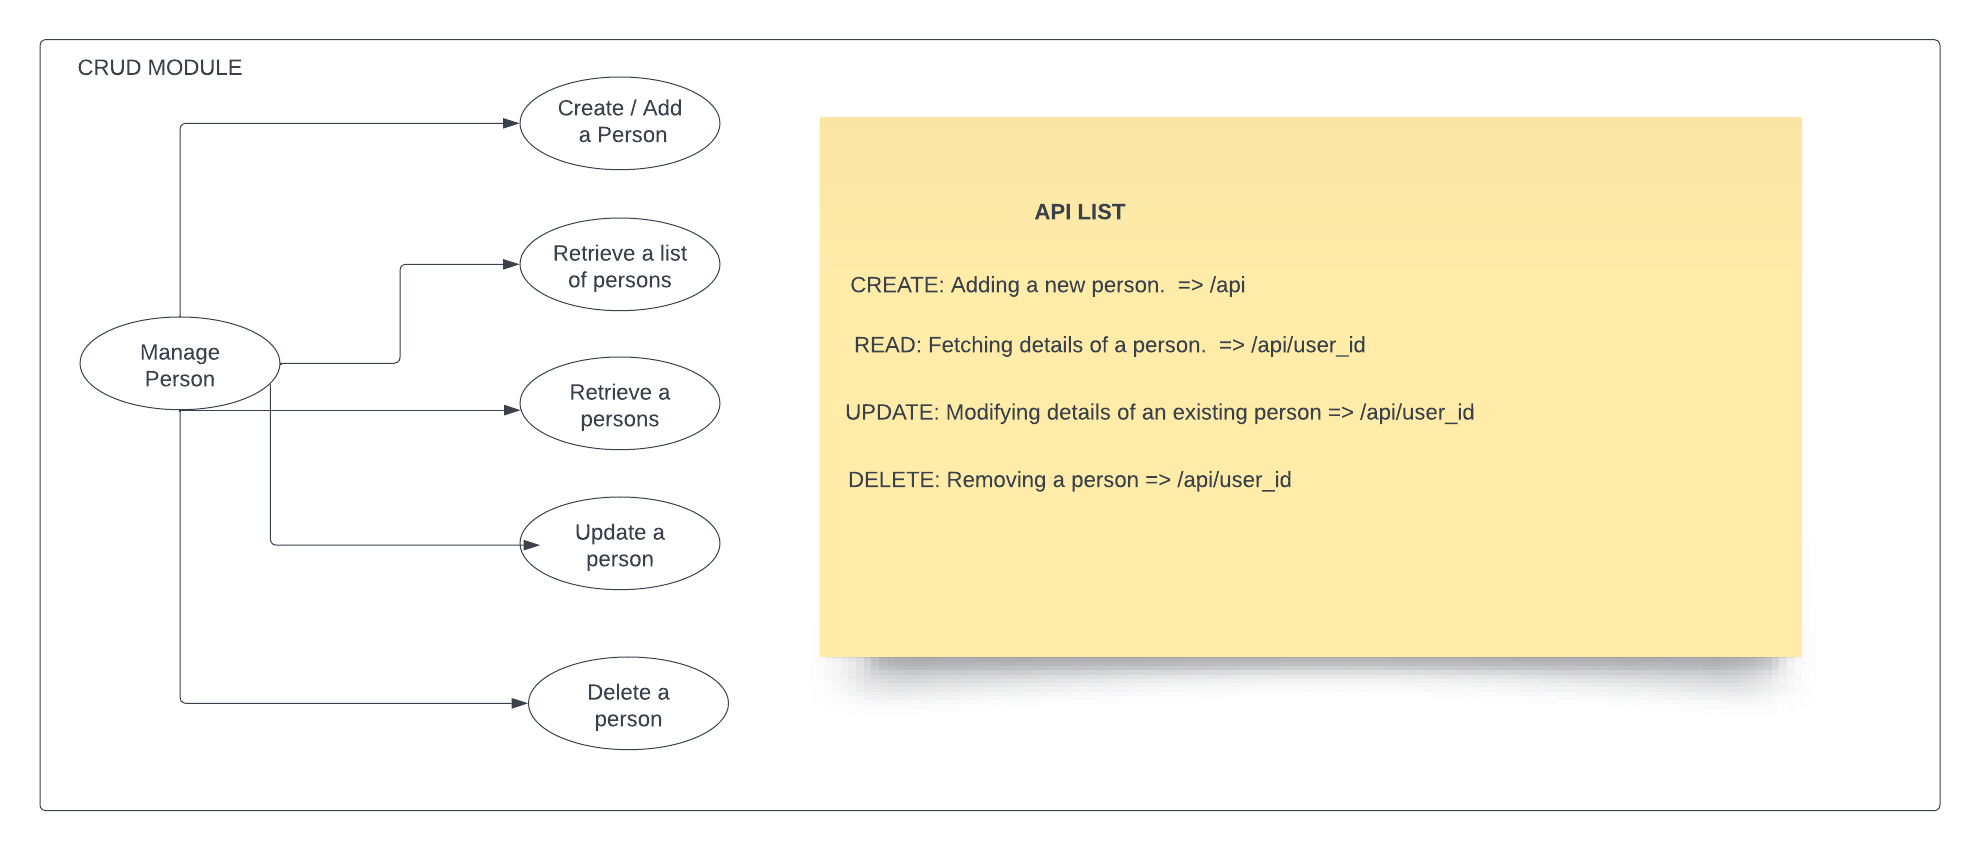 CRUD MODULE
Create / Add
a Person
Retrieve a list
of persons
Manage
Person
Retrieve a
persons
Update a
person
Delete a
person
API LIST
CREATE: Adding a new person.  => /api
READ: Fetching details of a person.  => /api/user_id
UPDATE: Modifying details of an existing person => /api/user_id
DELETE: Removing a person => /api/user_id